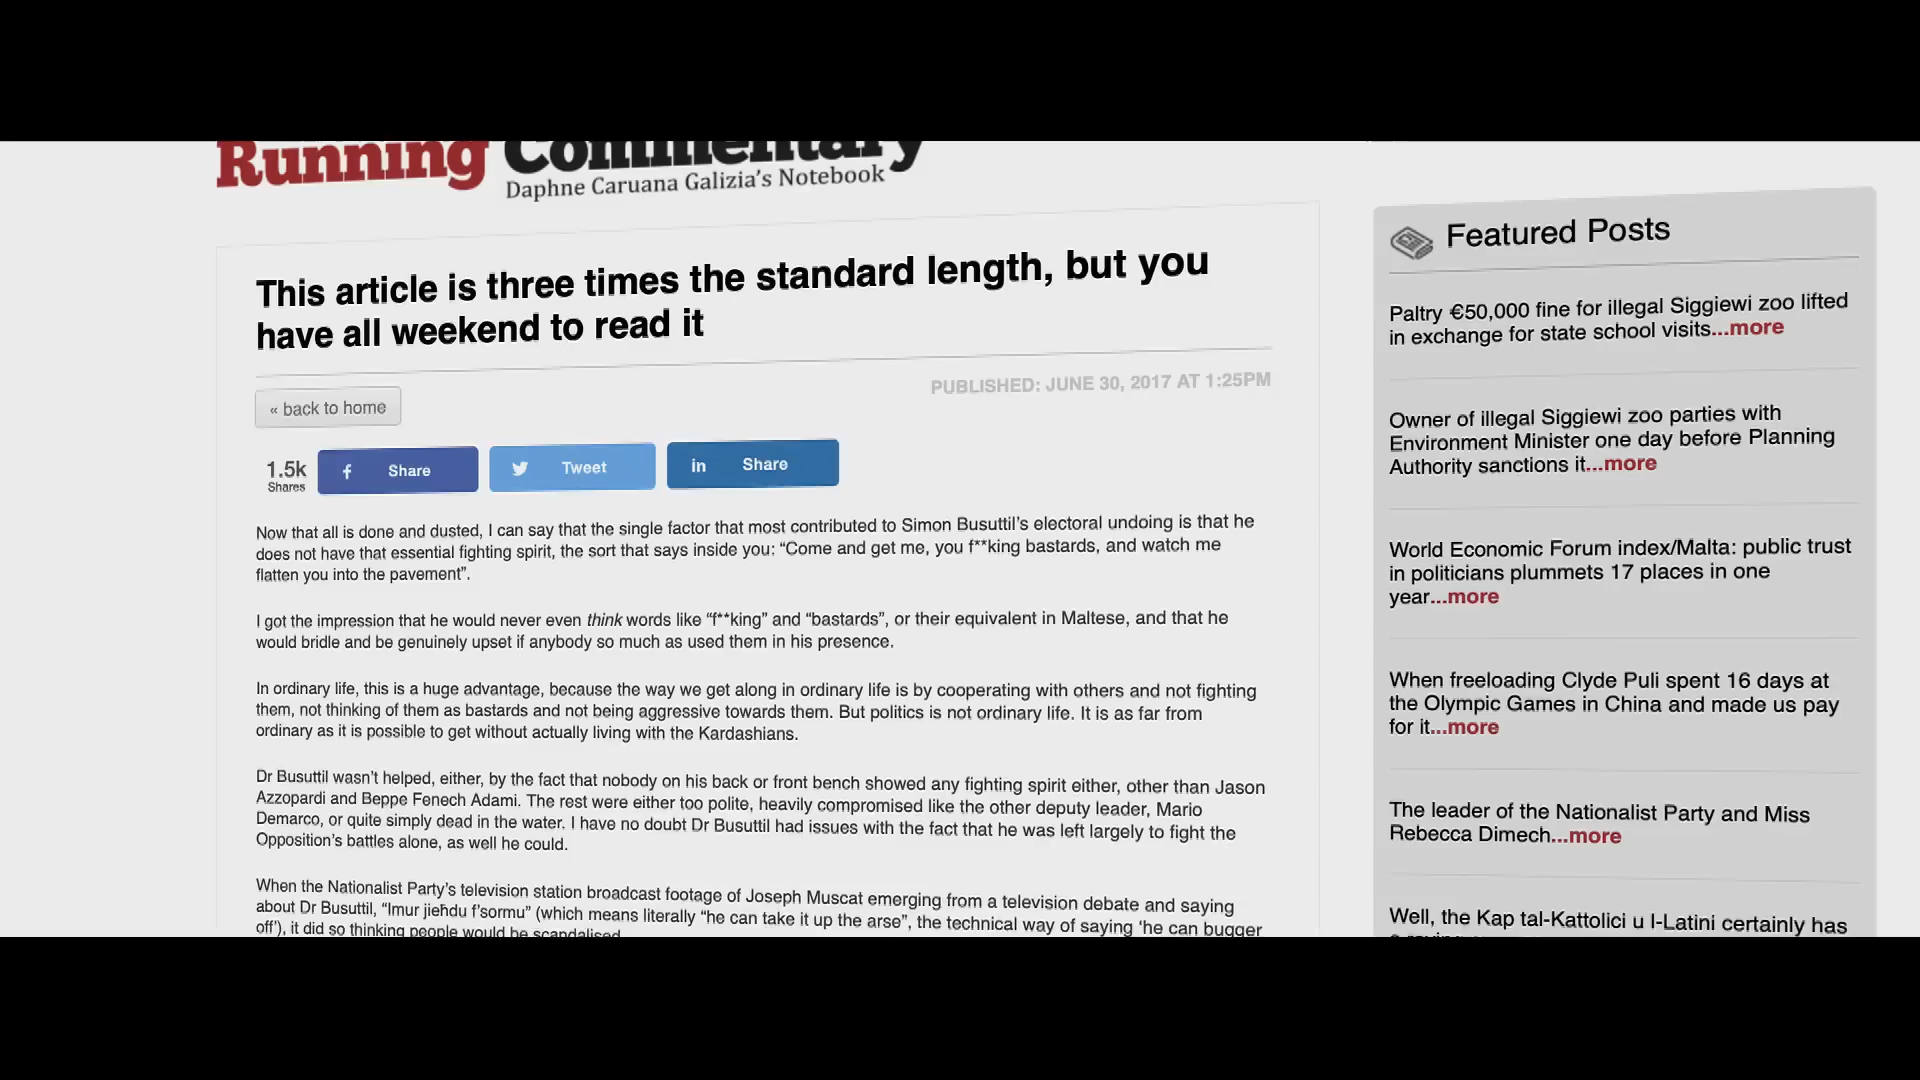 Running Commentary
Daphne Caruana Galizia's Notebook
This article is three times the standard length, but you
have all weekend to read it
« back to home
PUBLISHED: JUNE 30, 2017 AT 1:25PM
1.5k
Shares
Share
Tweet
Share
Now that all is done and dusted, I can say that the single factor that most contributed to Simon Busuttil's electoral undoing is that he
does not have that essential fighting spirit, the sort that says inside you: “Come and get me, you f**king bastards, and watch me
flatten you into the pavement”.
I got the impression that he would never even think words like “f**king” and “bastards”, or their equivalent in Maltese, and that he
would bridle and be genuinely upset if anybody so much as used them in his presence.
In ordinary life, this is a huge advantage, because the way we get along in ordinary life is by cooperating with others and not fighting
them, not thinking of them as bastards and not being aggressive towards them. But politics is not ordinary life. It is as far from
ordinary as it is possible to get without actually living with the Kardashians.
Dr Busuttil wasn't helped, either, by the fact that nobody on his back or front bench showed any fighting spirit either, other than Jason
Azzopardi and Beppe Fenech Adami. The rest were either too polite, heavily compromised like the other deputy leader, Mario
Demarco, or quite simply dead in the water. I have no doubt Dr Busuttil had issues with the fact that he was left largely to fight the
Opposition's battles alone, as well he could.
When the Nationalist Party's television station broadcast footage of Joseph Muscat emerging from a television debate and saying
about Dr Busuttil, “Imur jieħdu f'sormu” (which means literally “he can take it up the arse”, the technical way of saying ‘he can bugger
off’), it did so thinking people would be scandalised.
Featured Posts
Paltry €50,000 fine for illegal Siggiewi zoo lifted
in exchange for state school visits...more
Owner of illegal Siggiewi zoo parties with
Environment Minister one day before Planning
Authority sanctions it...more
World Economic Forum index/Malta: public trust
in politicians plummets 17 places in one
year...more
When freeloading Clyde Puli spent 16 days at
the Olympic Games in China and made us pay
for it...more
The leader of the Nationalist Party and Miss
Rebecca Dimech...more
Well, the Kap tal-Kattolici u l-Latini certainly has